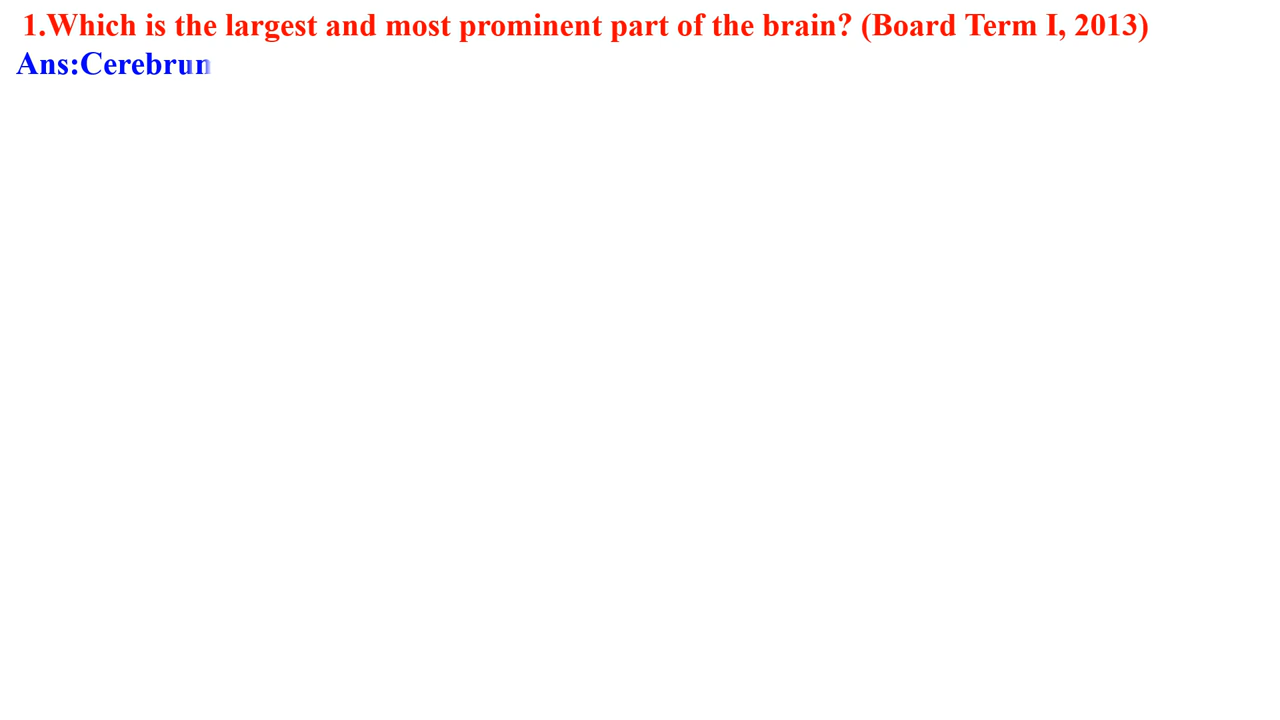 1.Which is the largest and most prominent part of the brain? (Board Term I, 2013)
Ans:Cerebrun